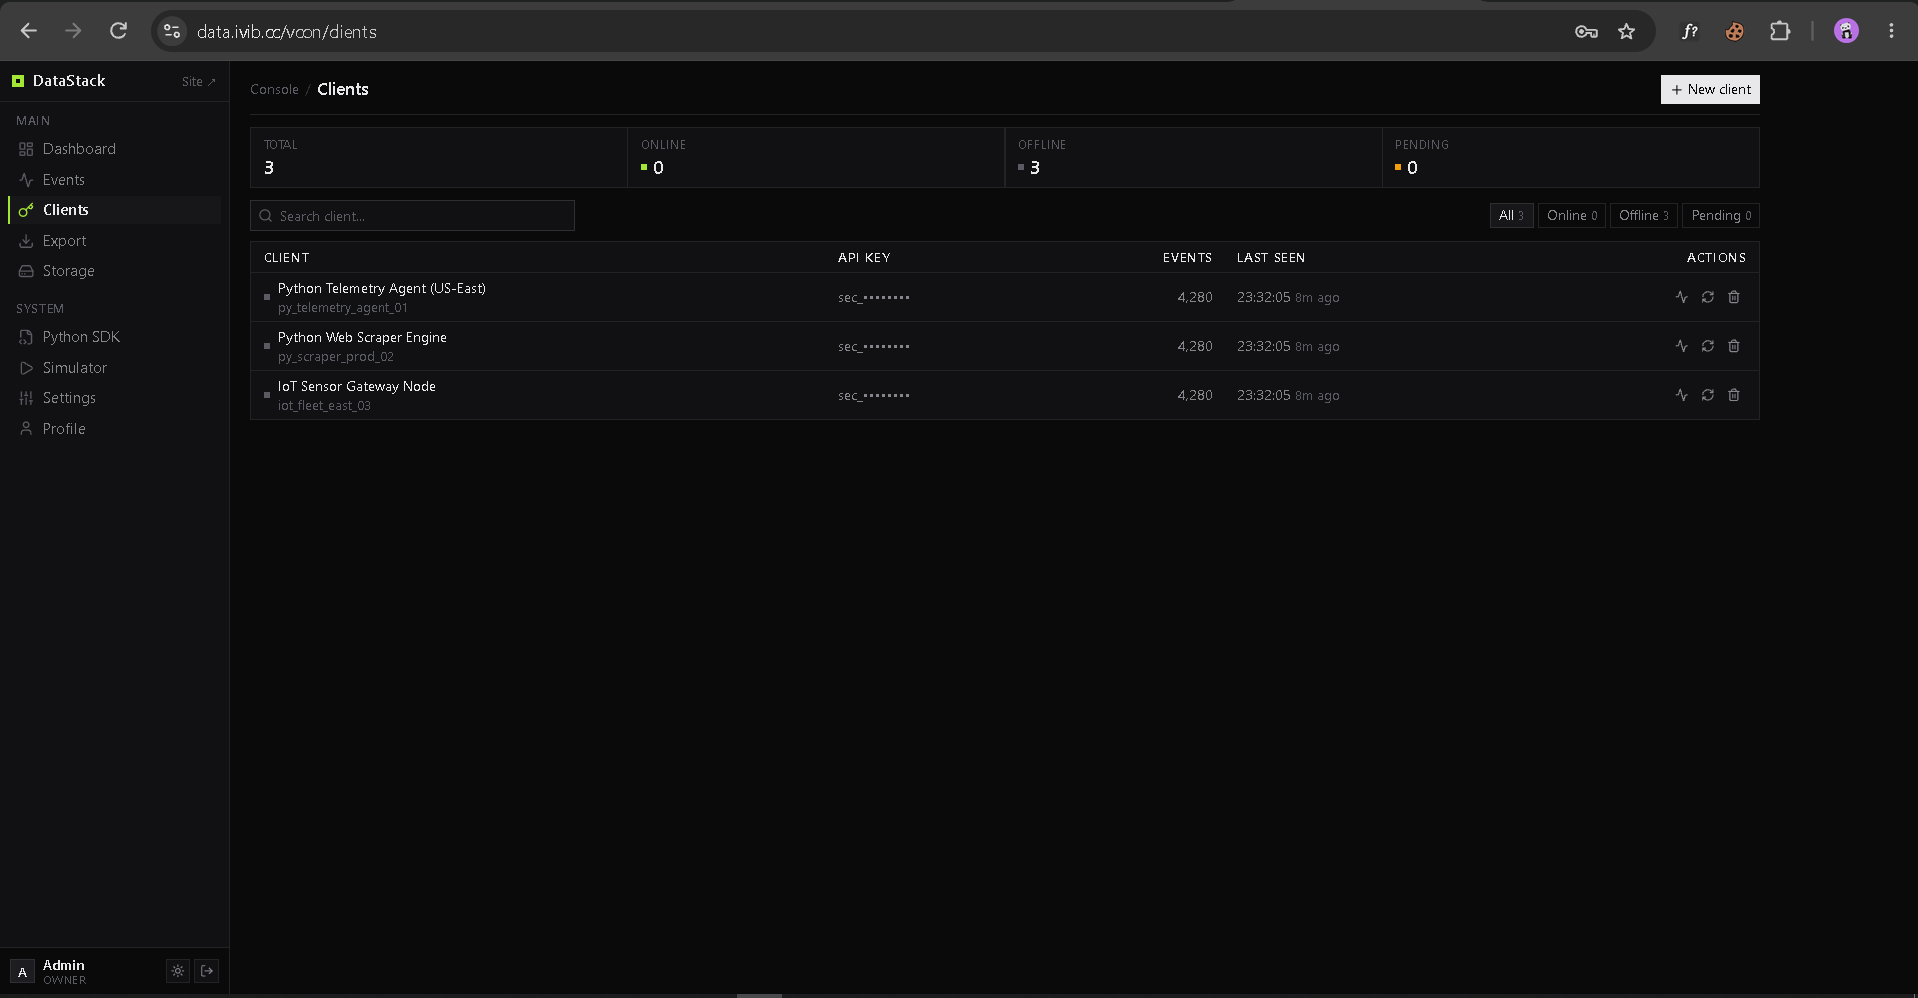 data.ivib.cc/vcon/clients
f?
DataStack
Site ↗
MAIN
Dashboard
Events
Clients
Export
Storage
SYSTEM
Python SDK
Simulator
Settings
Profile
A
Admin
OWNER
Console / Clients
+ New client
TOTAL
3
ONLINE
0
OFFLINE
3
PENDING
0
Search client...
All 3
Online 0
Offline 3
Pending 0
CLIENT API KEY EVENTS LAST SEEN ACTIONS
Python Telemetry Agent (US-East)
py_telemetry_agent_01
sec_•••••••• 4,280 23:32:05 8m ago
Python Web Scraper Engine
py_scraper_prod_02
sec_•••••••• 4,280 23:32:05 8m ago
IoT Sensor Gateway Node
iot_fleet_east_03
sec_•••••••• 4,280 23:32:05 8m ago